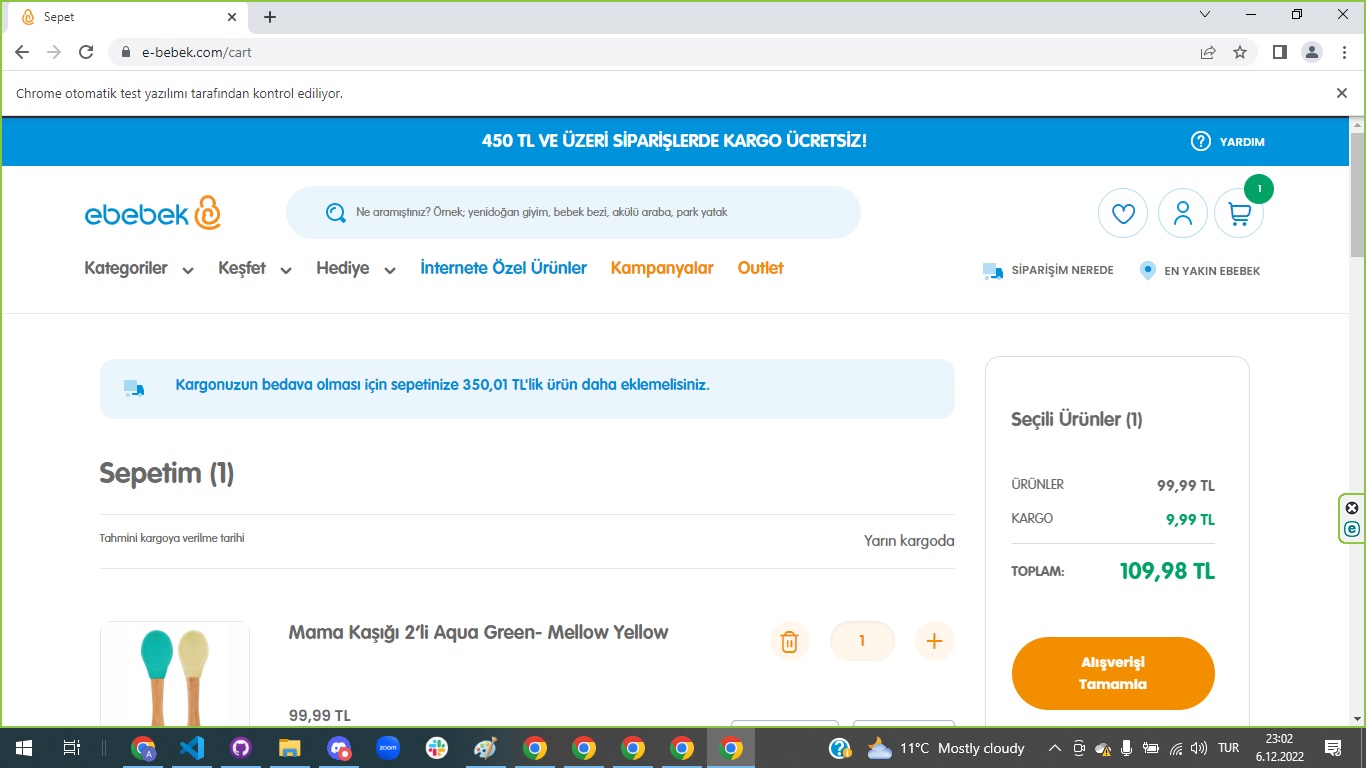 Sepet
e-bebek.com/cart
Chrome otomatik test yazılımı tarafından kontrol ediliyor.
450 TL VE ÜZERİ SİPARİŞLERDE KARGO ÜCRETSİZ!
YARDIM
ebebek
Ne aramıştınız? Örnek; yenidoğan giyim, bebek bezi, akülü araba, park yatak
1
Kategoriler
Keşfet
Hediye
İnternete Özel Ürünler
Kampanyalar
Outlet
SİPARİŞİM NEREDE
EN YAKIN EBEBEK
Kargonuzun bedava olması için sepetinize 350,01 TL'lik ürün daha eklemelisiniz.
Sepetim (1)
Tahmini kargoya verilme tarihi
Yarın kargoda
Mama Kaşığı 2’li Aqua Green- Mellow Yellow
1
99,99 TL
Seçili Ürünler (1)
ÜRÜNLER 99,99 TL
KARGO 9,99 TL
TOPLAM: 109,98 TL
Alışverişi
Tamamla
e
A
zoom
11°C Mostly cloudy
TUR
23:02
6.12.2022